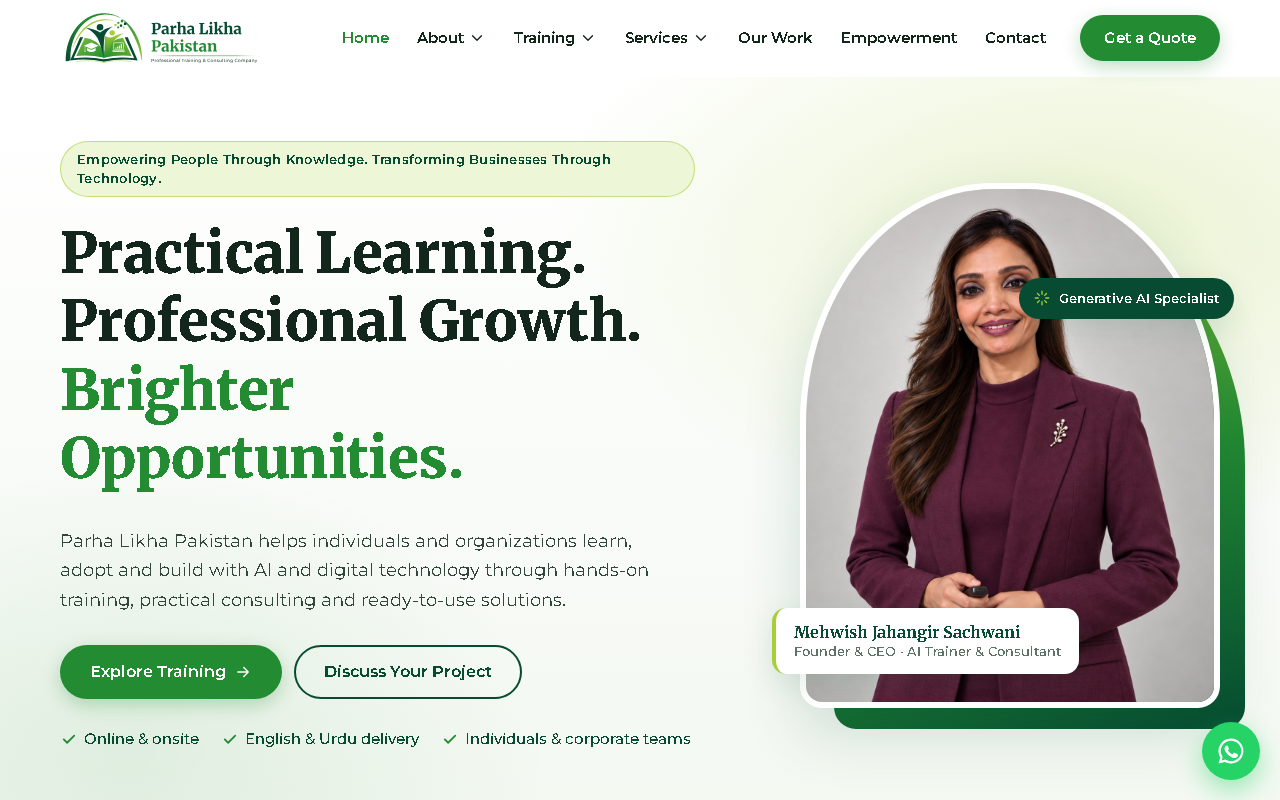 Parha Likha
Pakistan
Professional Training & Consulting Company
Home
About
Training
Services
Our Work
Empowerment
Contact
Get a Quote
Empowering People Through Knowledge. Transforming Businesses Through
Technology.
Practical Learning.
Professional Growth.
Brighter
Opportunities.
Parha Likha Pakistan helps individuals and organizations learn,
adopt and build with AI and digital technology through hands-on
training, practical consulting and ready-to-use solutions.
Explore Training
Discuss Your Project
Online & onsite
English & Urdu delivery
Individuals & corporate teams
Generative AI Specialist
Mehwish Jahangir Sachwani
Founder & CEO · AI Trainer & Consultant